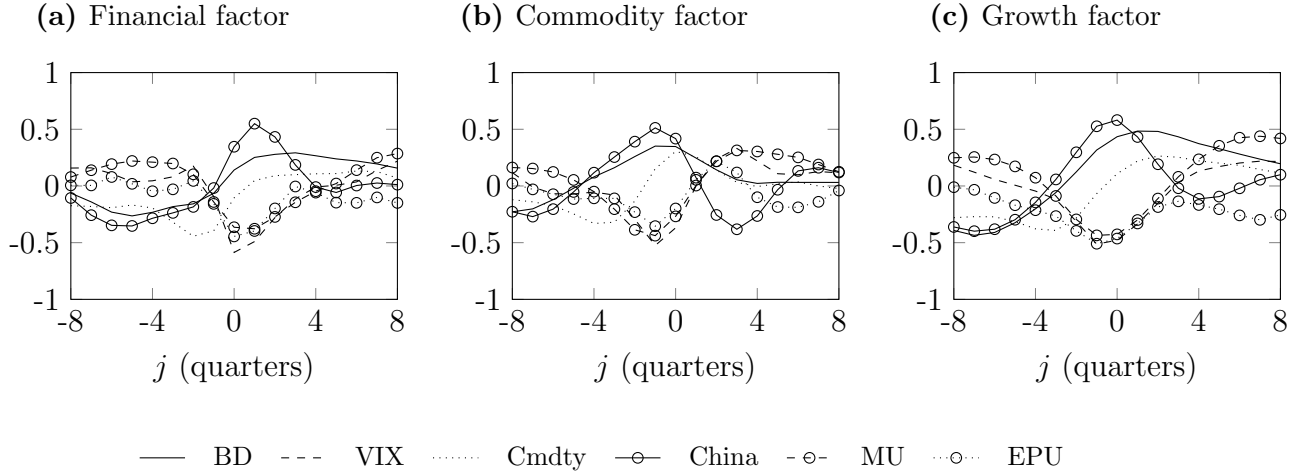 (a) Financial factor
(b) Commodity factor
(c) Growth factor
1
0.5
0
-0.5
-1
-8 -4 0 4 8
j (quarters)
1
0.5
0
-0.5
-1
-8 -4 0 4 8
j (quarters)
1
0.5
0
-0.5
-1
-8 -4 0 4 8
j (quarters)
BD VIX Cmdty China MU EPU